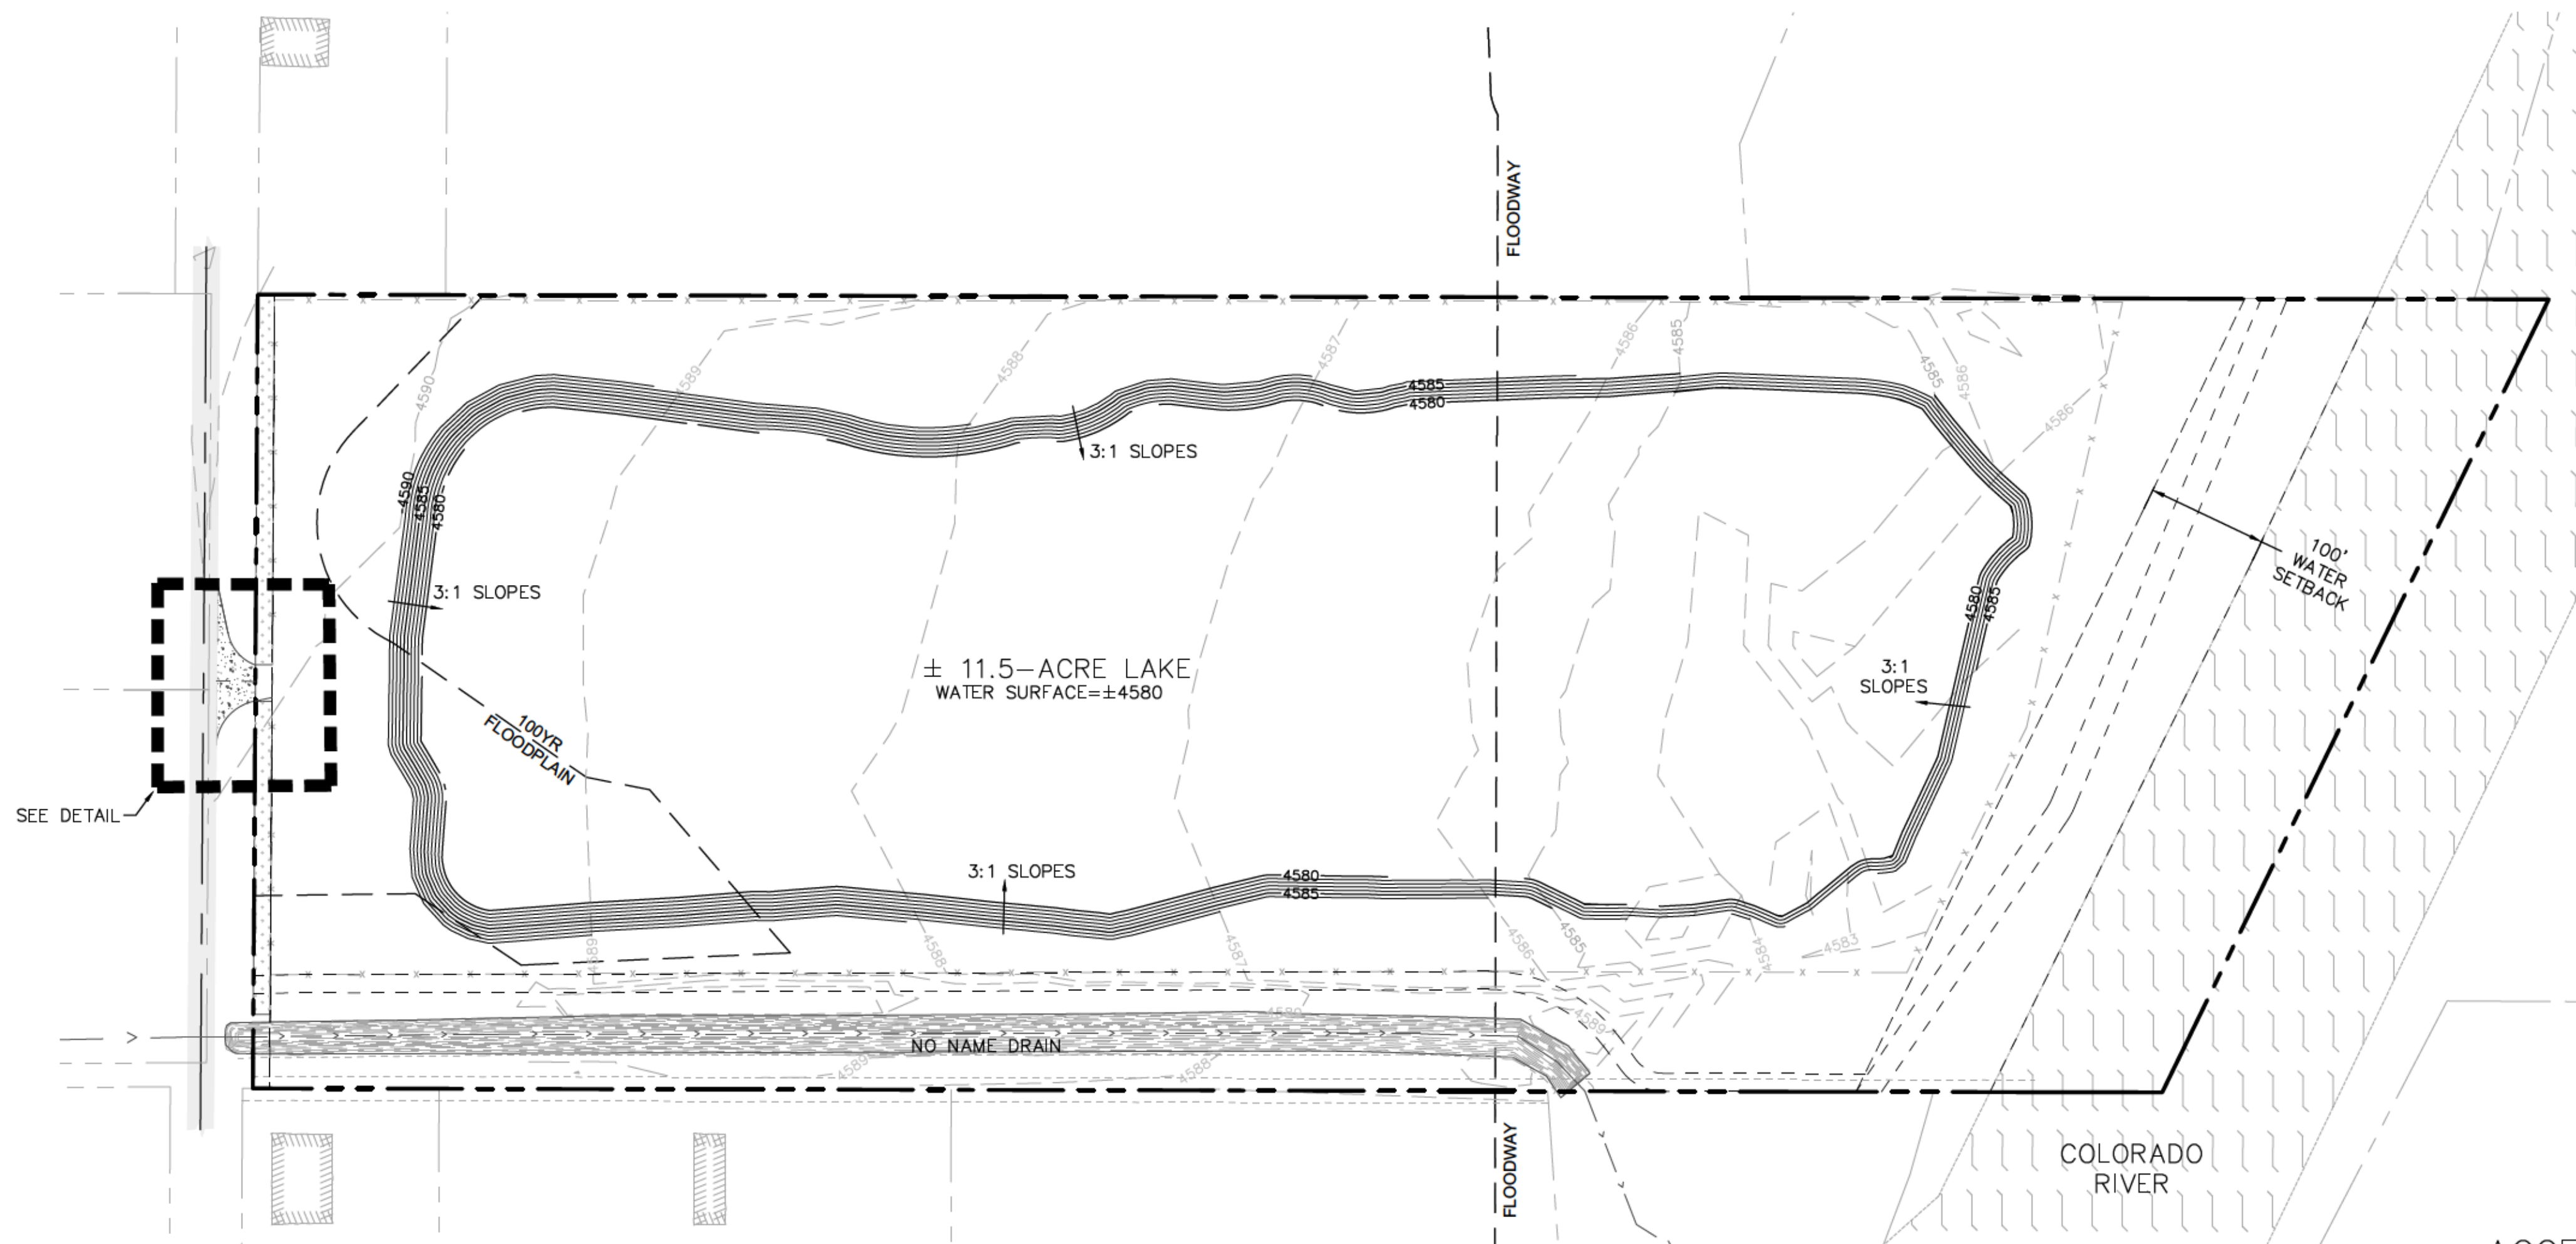 FLOODWAY
4590
4589
4588
4587
4586
4585
4585
4586
4586
4585
4580
3:1 SLOPES
4590
4585
4580
3:1 SLOPES
100'
WATER
SETBACK
4580
4585
± 11.5-ACRE LAKE
WATER SURFACE=±4580
3:1
SLOPES
100YR
FLOODPLAIN
SEE DETAIL
3:1 SLOPES
4580
4585
4589
4588
4587
4586
4585
4584
4583
4589
NO NAME DRAIN
4589
4588
COLORADO
RIVER
FLOODWAY